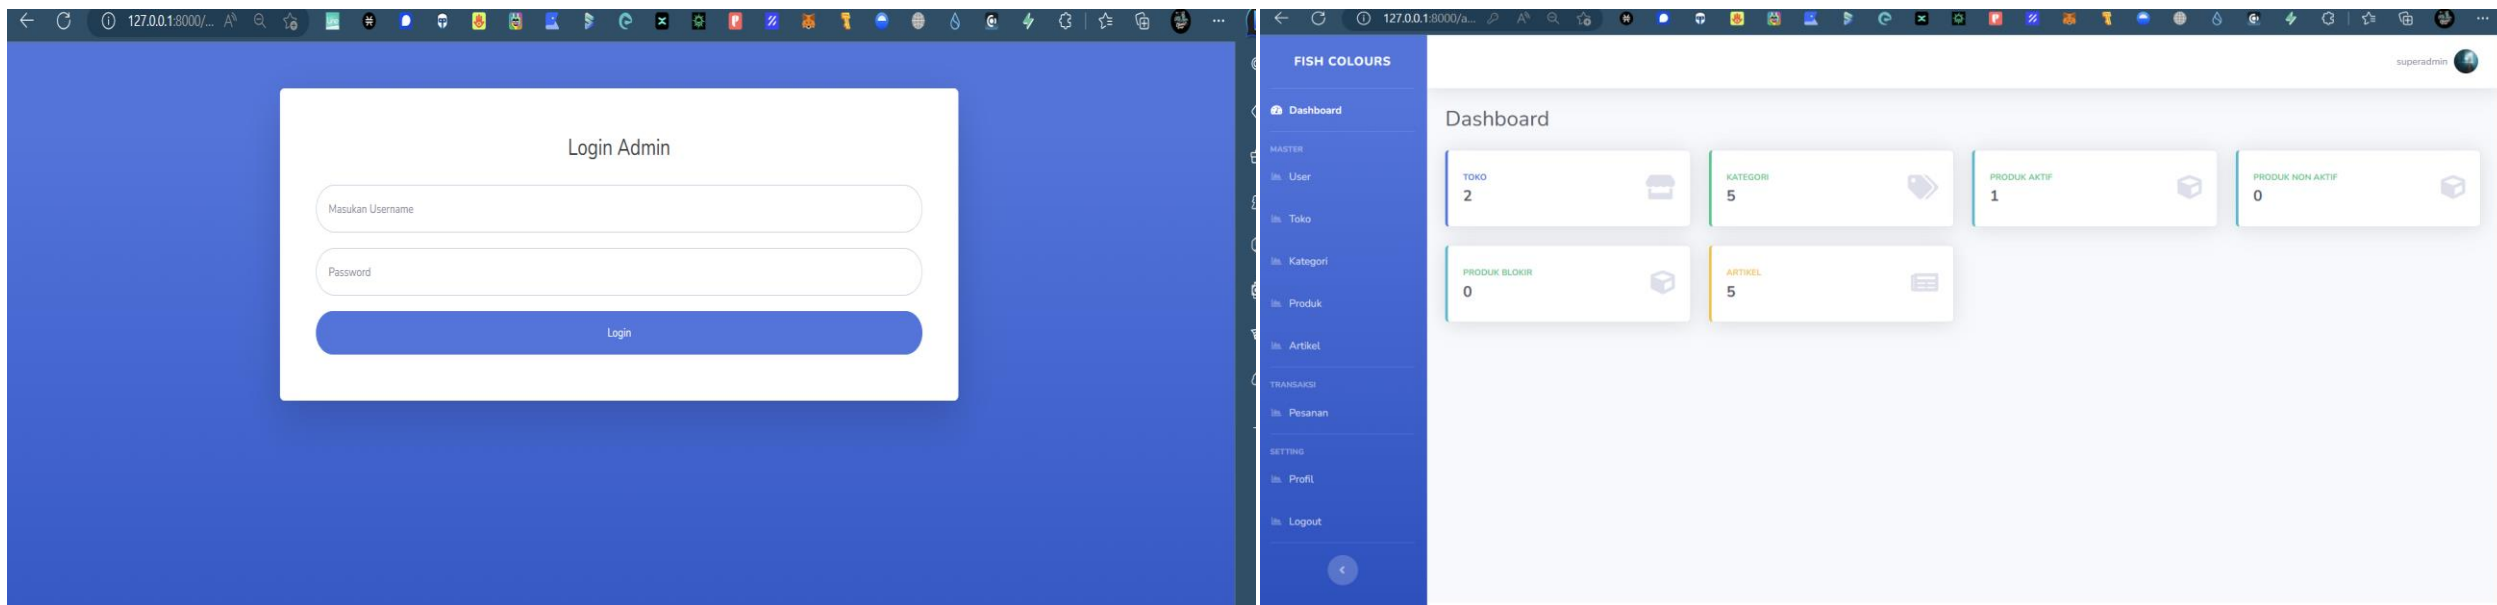 127.0.0.1:8000/...
Login Admin
Masukan Username
Password
Login
127.0.0.1:8000/a...
FISH COLOURS
superadmin
Dashboard
MASTER
User
Toko
Kategori
Produk
Artikel
TRANSAKSI
Pesanan
SETTING
Profil
Logout
Dashboard
TOKO
2
KATEGORI
5
PRODUK AKTIF
1
PRODUK NON AKTIF
0
PRODUK BLOKIR
0
ARTIKEL
5